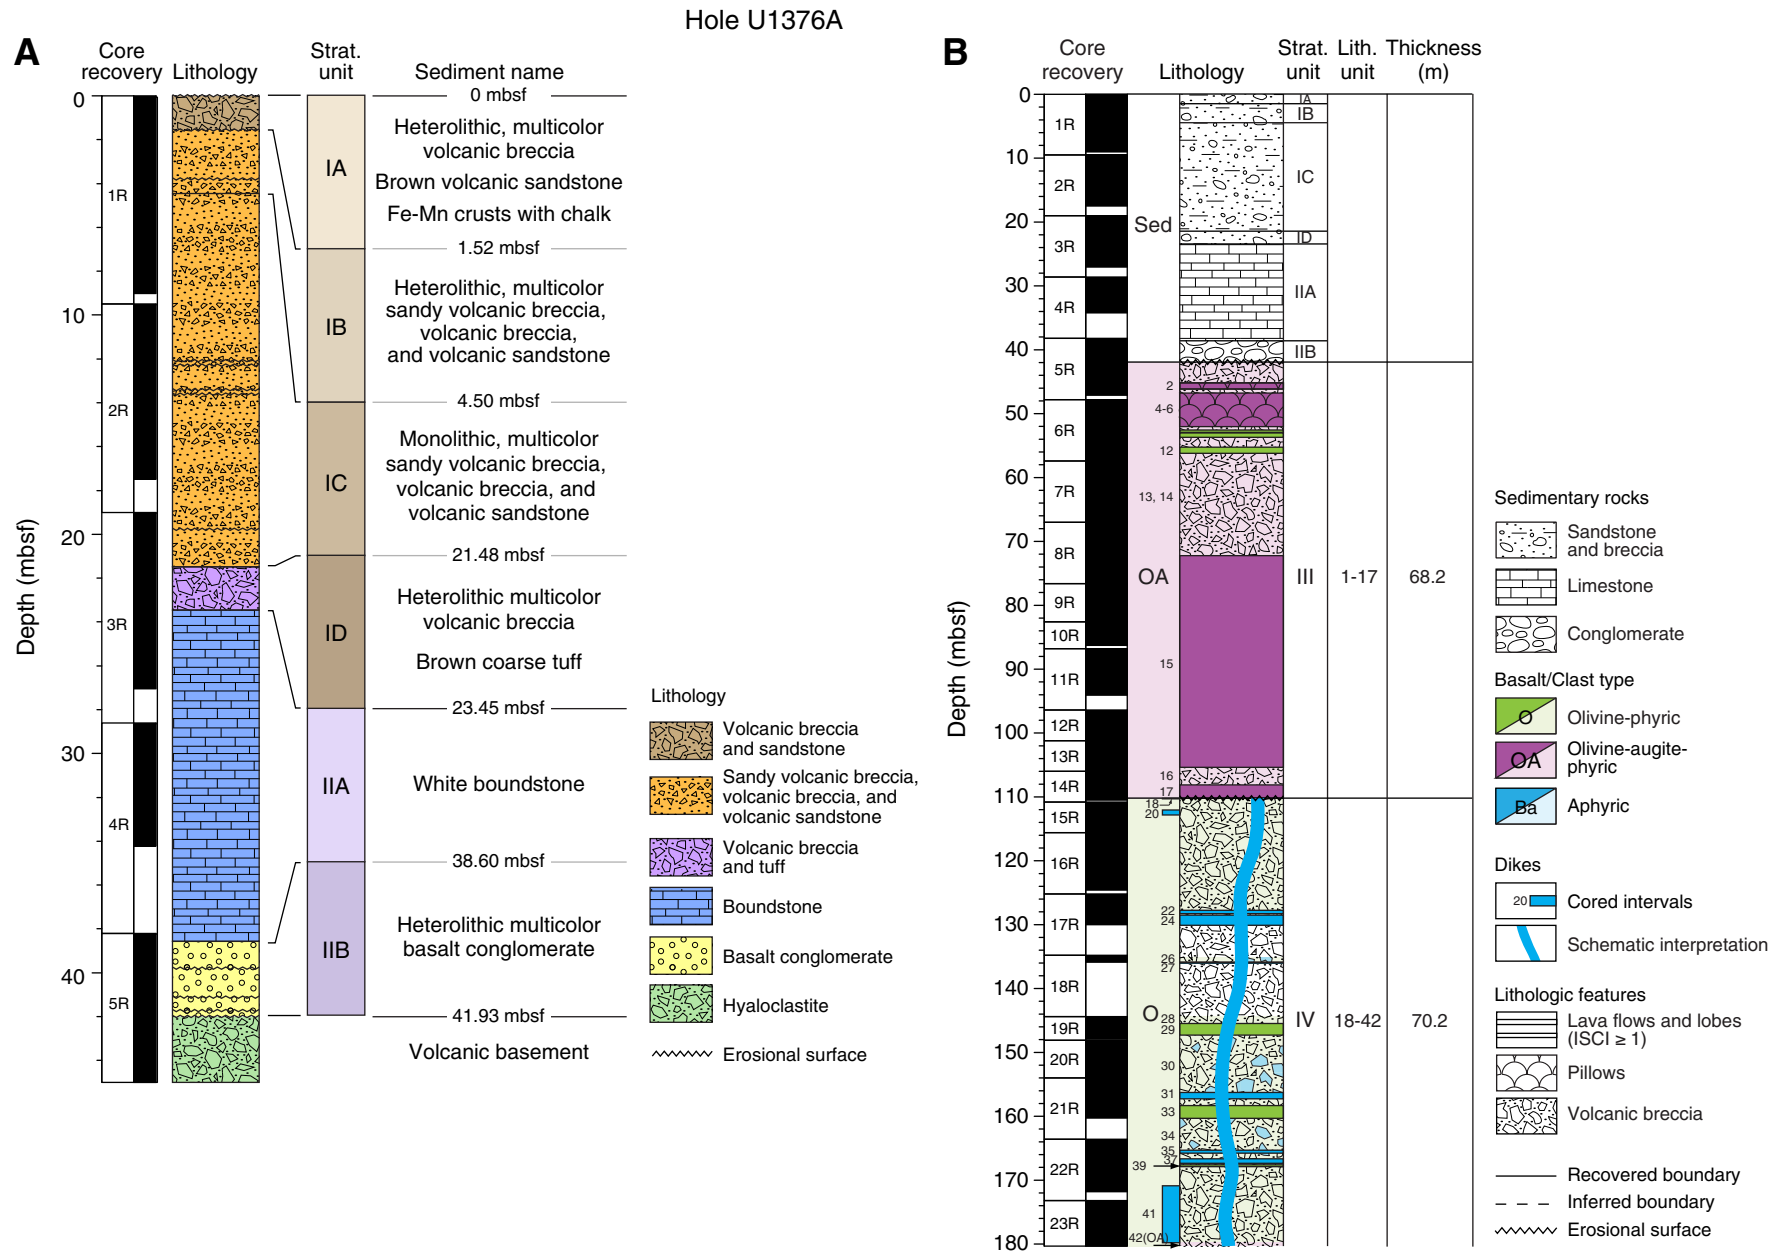 Hole U1376A
A
Core
recovery
Lithology
Strat.
unit
Sediment name
Depth (mbsf)
0
10
20
30
40
1R
2R
3R
4R
5R
IA
IB
IC
ID
IIA
IIB
0 mbsf
Heterolithic, multicolor
volcanic breccia
Brown volcanic sandstone
Fe-Mn crusts with chalk
1.52 mbsf
Heterolithic, multicolor
sandy volcanic breccia,
volcanic breccia,
and volcanic sandstone
4.50 mbsf
Monolithic, multicolor
sandy volcanic breccia,
volcanic breccia, and
volcanic sandstone
21.48 mbsf
Heterolithic multicolor
volcanic breccia
Brown coarse tuff
23.45 mbsf
White boundstone
38.60 mbsf
Heterolithic multicolor
basalt conglomerate
41.93 mbsf
Volcanic basement
Lithology
Volcanic breccia
and sandstone
Sandy volcanic breccia,
volcanic breccia, and
volcanic sandstone
Volcanic breccia
and tuff
Boundstone
Basalt conglomerate
Hyaloclastite
Erosional surface
B
Core
recovery
Lithology
Strat.
unit
Lith.
unit
Thickness
(m)
Depth (mbsf)
0
10
20
30
40
50
60
70
80
90
100
110
120
130
140
150
160
170
180
1R
2R
3R
4R
5R
6R
7R
8R
9R
10R
11R
12R
13R
14R
15R
16R
17R
18R
19R
20R
21R
22R
23R
Sed
OA
O
2
4-6
12
13, 14
15
16
17
18
20
22
24
26
27
28
29
30
31
33
34
35
37
39
41
42(OA)
IA
IB
IC
ID
IIA
IIB
III
1-17
68.2
IV
18-42
70.2
Sedimentary rocks
Sandstone
and breccia
Limestone
Conglomerate
Basalt/Clast type
O
Olivine-phyric
OA
Olivine-augite-
phyric
Ba
Aphyric
Dikes
20
Cored intervals
Schematic interpretation
Lithologic features
Lava flows and lobes
(ISCI ≥ 1)
Pillows
Volcanic breccia
Recovered boundary
Inferred boundary
Erosional surface